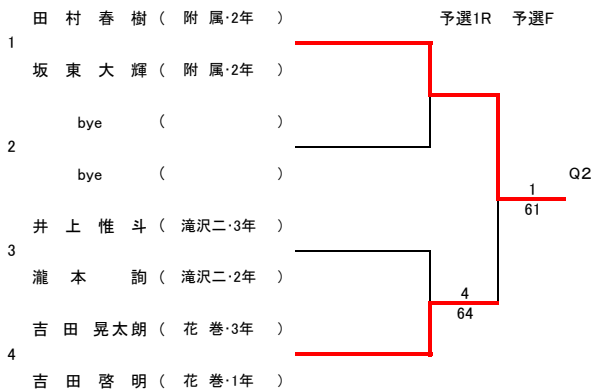 田 村 春 樹 ( 附 属・2年 ) 予選1R 予選F
1
坂 東 大 輝 ( 附 属・2年 )
bye ( )
2
bye ( ) Q2
1
61
井 上 惟 斗 ( 滝沢二・3年 )
3
瀧 本 詢 ( 滝沢二・2年 )
4
64
吉 田 晃太朗 ( 花 巻・3年 )
4
吉 田 啓 明 ( 花 巻・1年 )